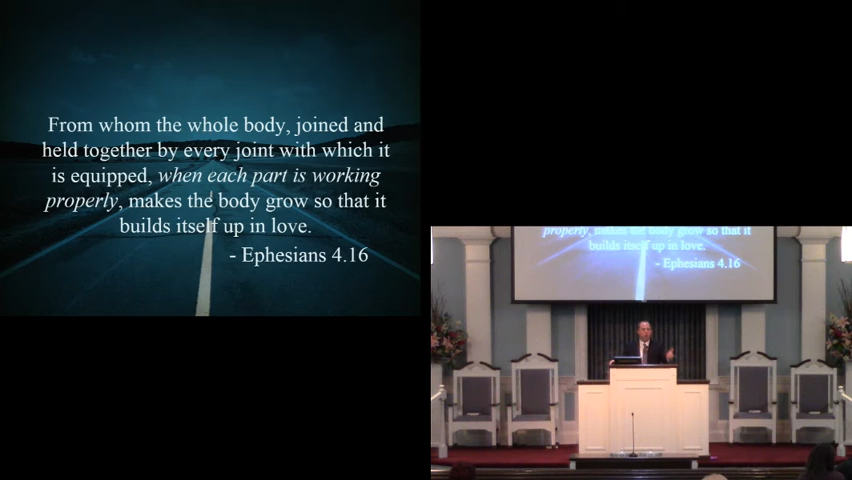 From whom the whole body, joined and
held together by every joint with which it
is equipped, when each part is working
properly, makes the body grow so that it
builds itself up in love.
- Ephesians 4.16
properly, makes the body grow so that it
builds itself up in love.
- Ephesians 4.16